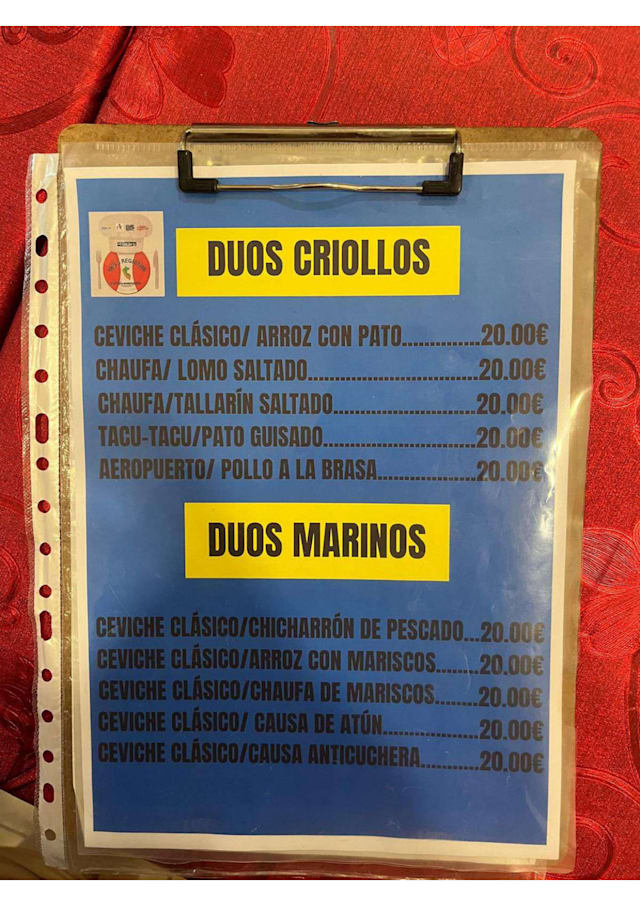 DUOS CRIOLLOS
CEVICHE CLÁSICO/ ARROZ CON PATO..............20.00€
CHAUFA/ LOMO SALTADO..............................20.00€
CHAUFA/TALLARÍN SALTADO.........................20.00€
TACU-TACU/PATO GUISADO...........................20.00€
AEROPUERTO/ POLLO A LA BRASA..................20.00€
DUOS MARINOS
CEVICHE CLÁSICO/CHICHARRÓN DE PESCADO...20.00€
CEVICHE CLÁSICO/ARROZ CON MARISCOS........20.00€
CEVICHE CLÁSICO/CHAUFA DE MARISCOS........20.00€
CEVICHE CLÁSICO/ CAUSA DE ATÚN.................20.00€
CEVICHE CLÁSICO/CAUSA ANTICUCHERA..........20.00€